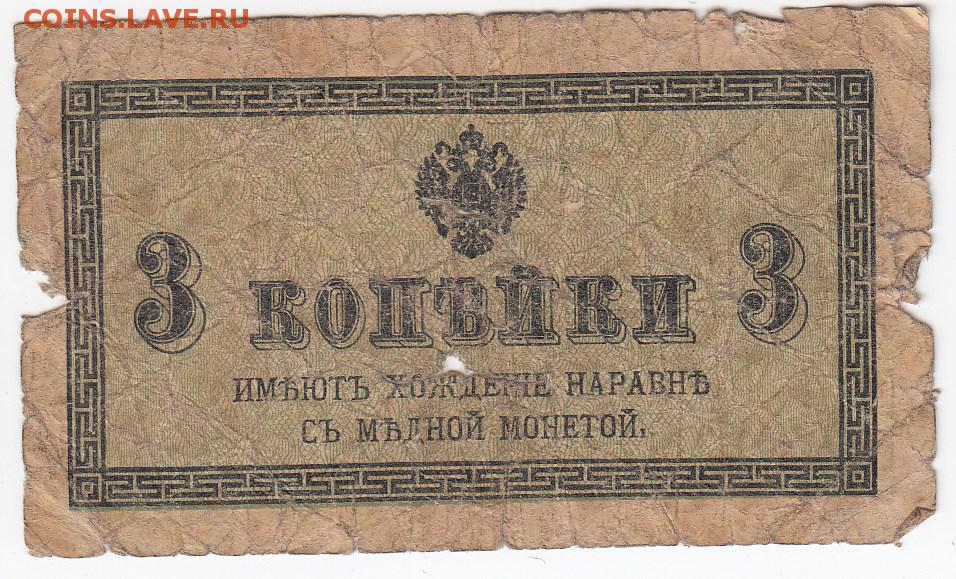 COINS.LAVE.RU
3 КОПѢЙКИ 3
ИМѢЮТЪ ХОЖДЕНІЕ НАРАВНѢ
СЪ МѢДНОЙ МОНЕТОЙ.